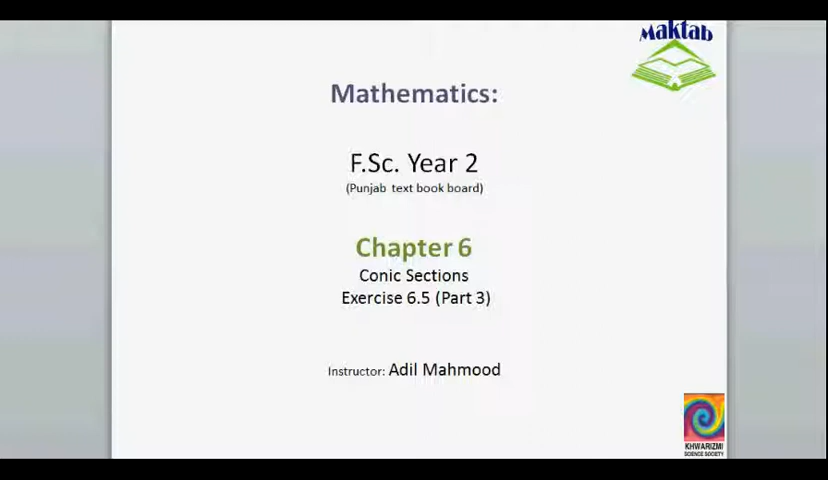 Maktab
Mathematics:
F.Sc. Year 2
(Punjab text book board)
Chapter 6
Conic Sections
Exercise 6.5 (Part 3)
Instructor: Adil Mahmood
KHWARIZMI
SCIENCE SOCIETY